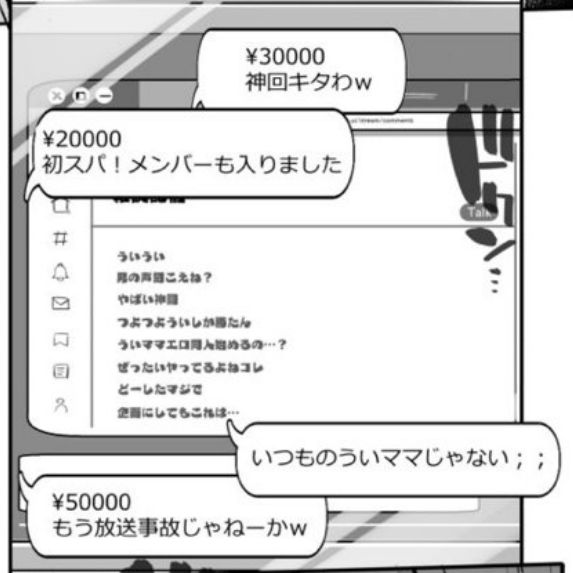 ¥30000
神回キタわｗ
¥20000
初スパ！メンバーも入りました
Talk
ういうい
男の声聞こえね？
やばい神回
つよつようういしか勝たん
ういママエロ同人始めるの…？
ぜったいヤってるよねコレ
どーしたマジで
企画にしてもこれは…
いつものういママじゃない；；
¥50000
もう放送事故じゃねーかｗ